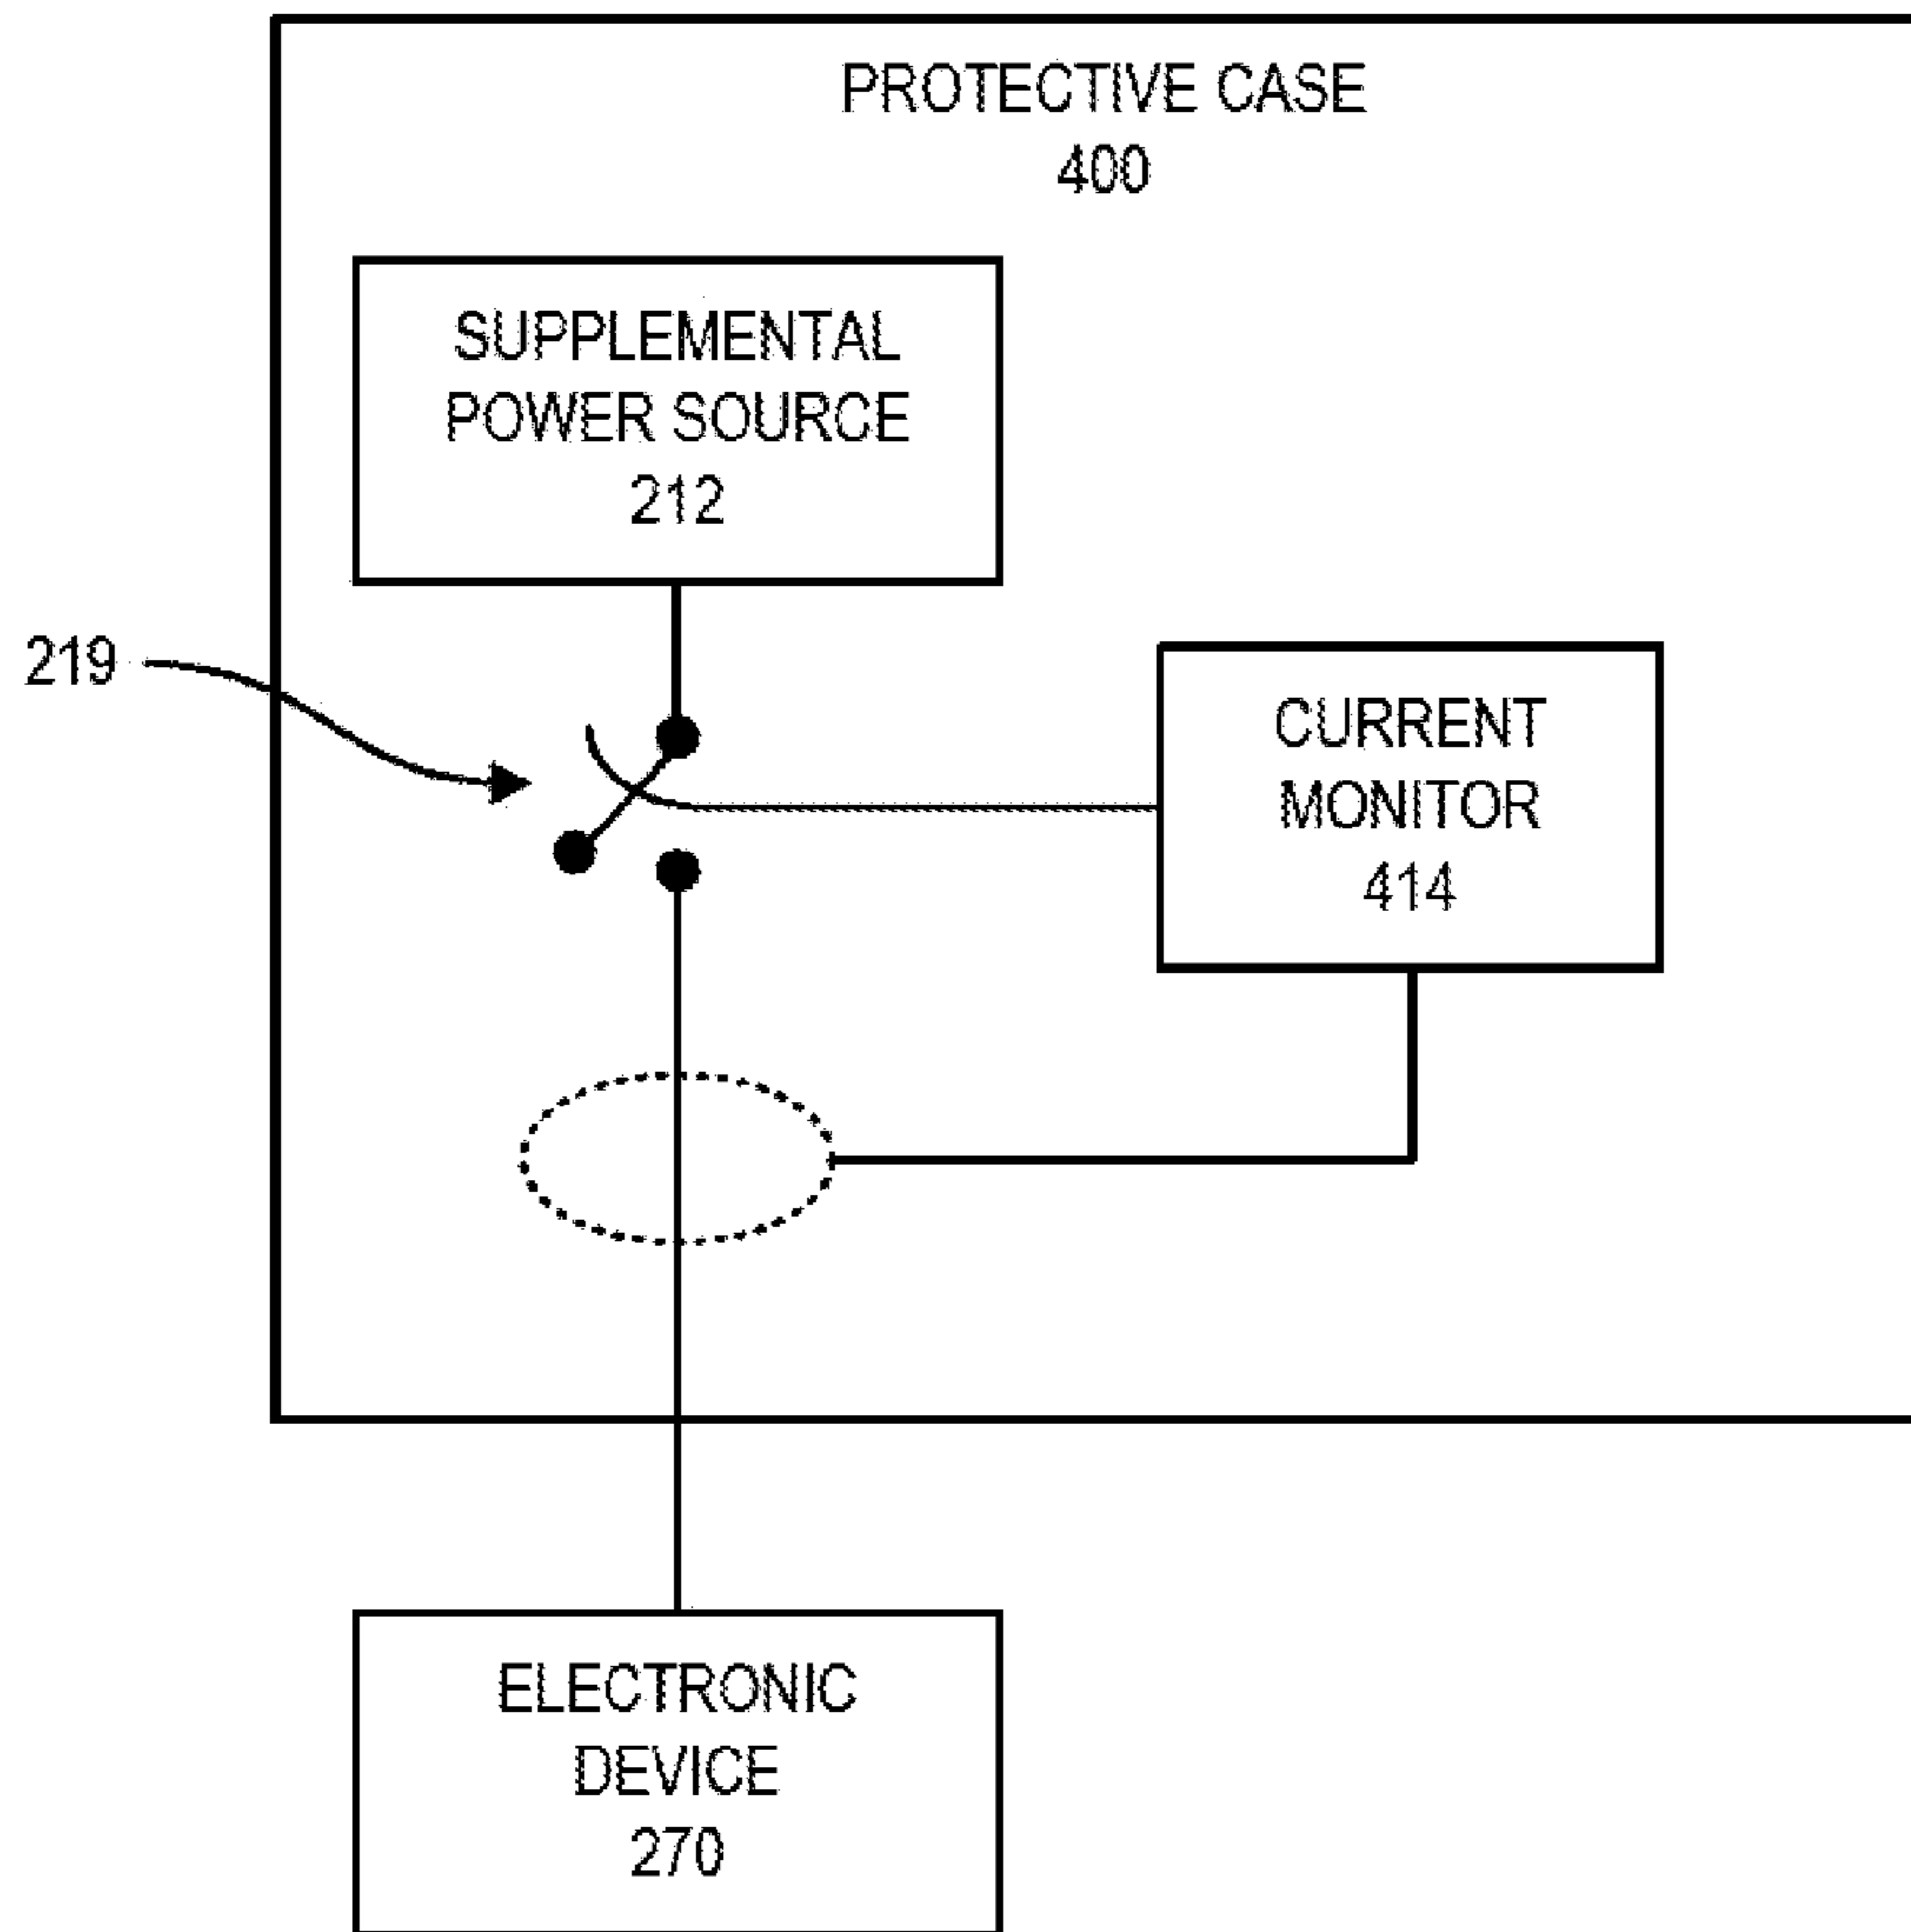 PROTECTIVE CASE
400
SUPPLEMENTAL
POWER SOURCE
212
219
CURRENT
MONITOR
414
ELECTRONIC
DEVICE
270